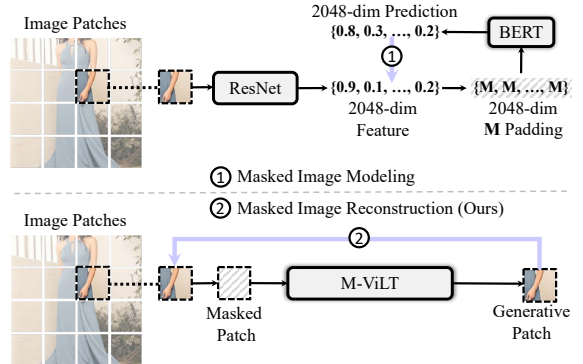 Image Patches
2048-dim Prediction
{0.8, 0.3, ..., 0.2}
BERT
1
ResNet
{0.9, 0.1, ..., 0.2}
{M, M, ..., M}
2048-dim
Feature
2048-dim
M Padding
1 Masked Image Modeling
2 Masked Image Reconstruction (Ours)
Image Patches
2
M-ViLT
Masked
Patch
Generative
Patch